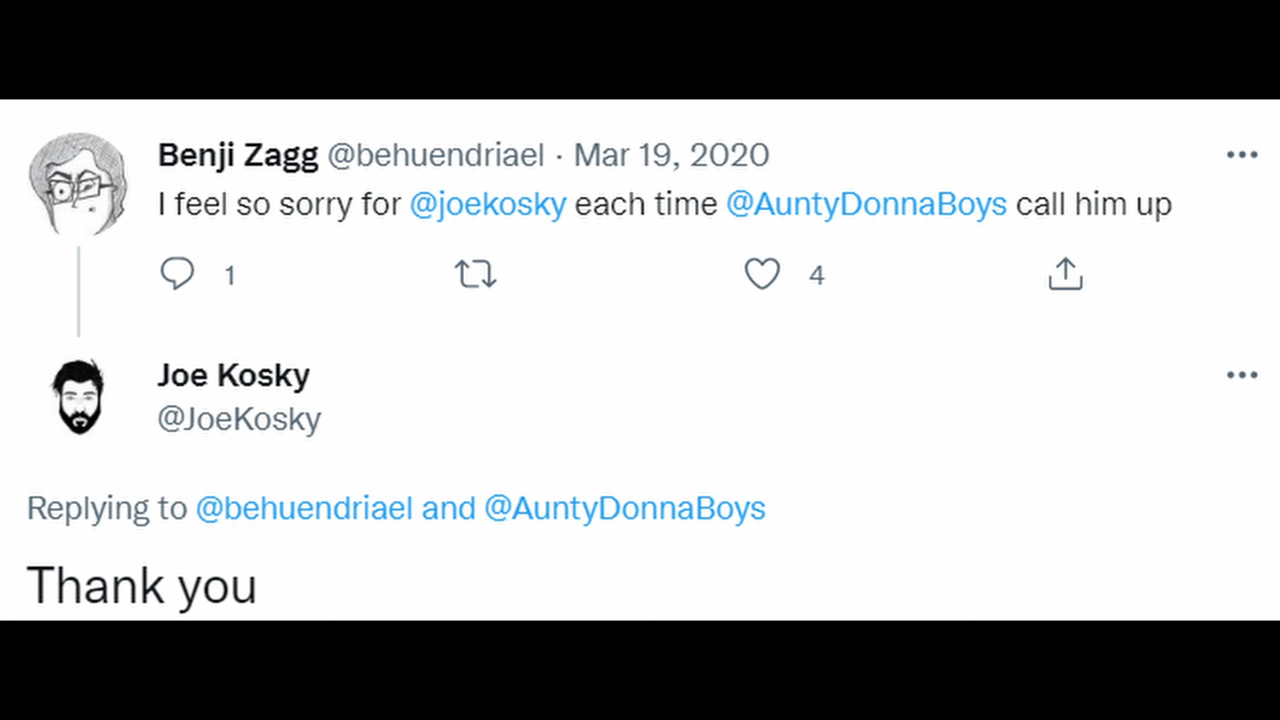 Benji Zagg @behuendriael · Mar 19, 2020
I feel so sorry for @joekosky each time @AuntyDonnaBoys call him up
1 4
Joe Kosky
@JoeKosky
Replying to @behuendriael and @AuntyDonnaBoys
Thank you